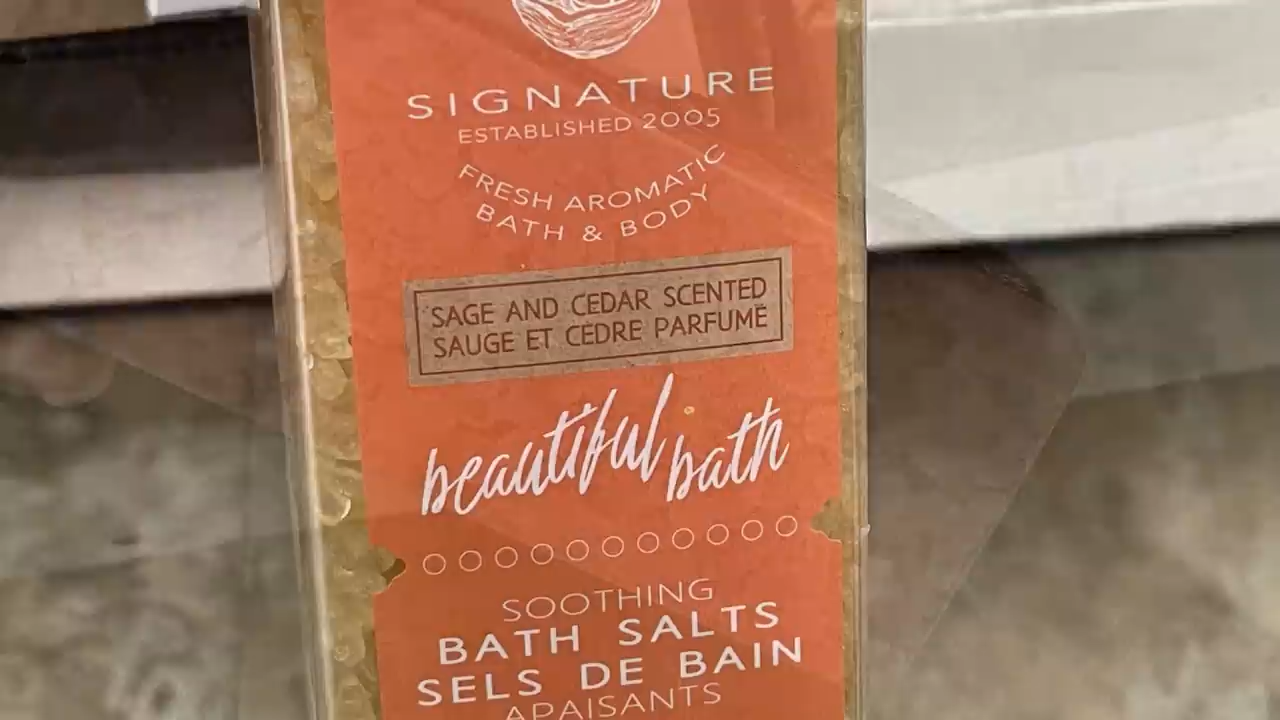 SIGNATURE
ESTABLISHED 2005
FRESH AROMATIC
BATH & BODY
SAGE AND CEDAR SCENTED
SAUGE ET CÈDRE PARFUMÉ
beautiful bath
SOOTHING
BATH SALTS
SELS DE BAIN
APAISANTS